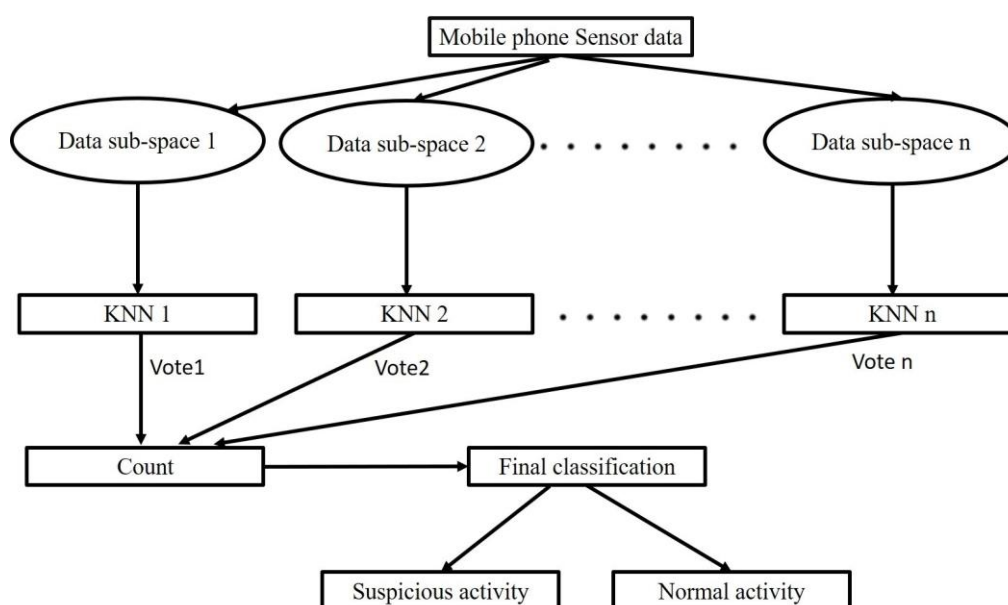 Mobile phone Sensor data
Data sub-space 1
Data sub-space 2
Data sub-space n
KNN 1
KNN 2
KNN n
Vote1
Vote2
Vote n
Count
Final classification
Suspicious activity
Normal activity